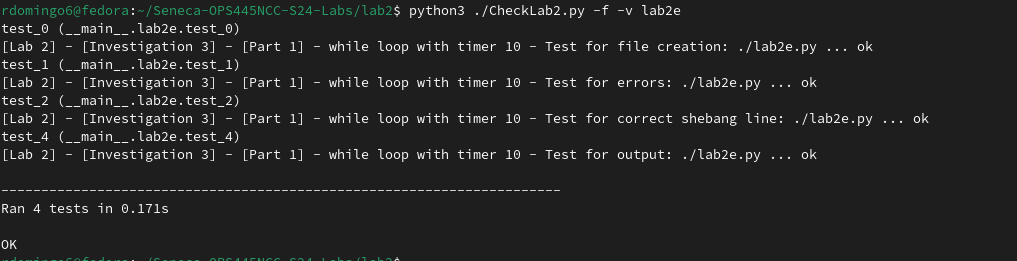 rdomingo6@fedora:~/Seneca-OPS445NCC-S24-Labs/lab2$ python3 ./CheckLab2.py -f -v lab2e
test_0 (__main__.lab2e.test_0)
[Lab 2] - [Investigation 3] - [Part 1] - while loop with timer 10 - Test for file creation: ./lab2e.py ... ok
test_1 (__main__.lab2e.test_1)
[Lab 2] - [Investigation 3] - [Part 1] - while loop with timer 10 - Test for errors: ./lab2e.py ... ok
test_2 (__main__.lab2e.test_2)
[Lab 2] - [Investigation 3] - [Part 1] - while loop with timer 10 - Test for correct shebang line: ./lab2e.py ... ok
test_4 (__main__.lab2e.test_4)
[Lab 2] - [Investigation 3] - [Part 1] - while loop with timer 10 - Test for output: ./lab2e.py ... ok
----------------------------------------------------------------------
Ran 4 tests in 0.171s
OK
rdomingo6@fedora:~/Seneca-OPS445NCC-S24-Labs/lab2$